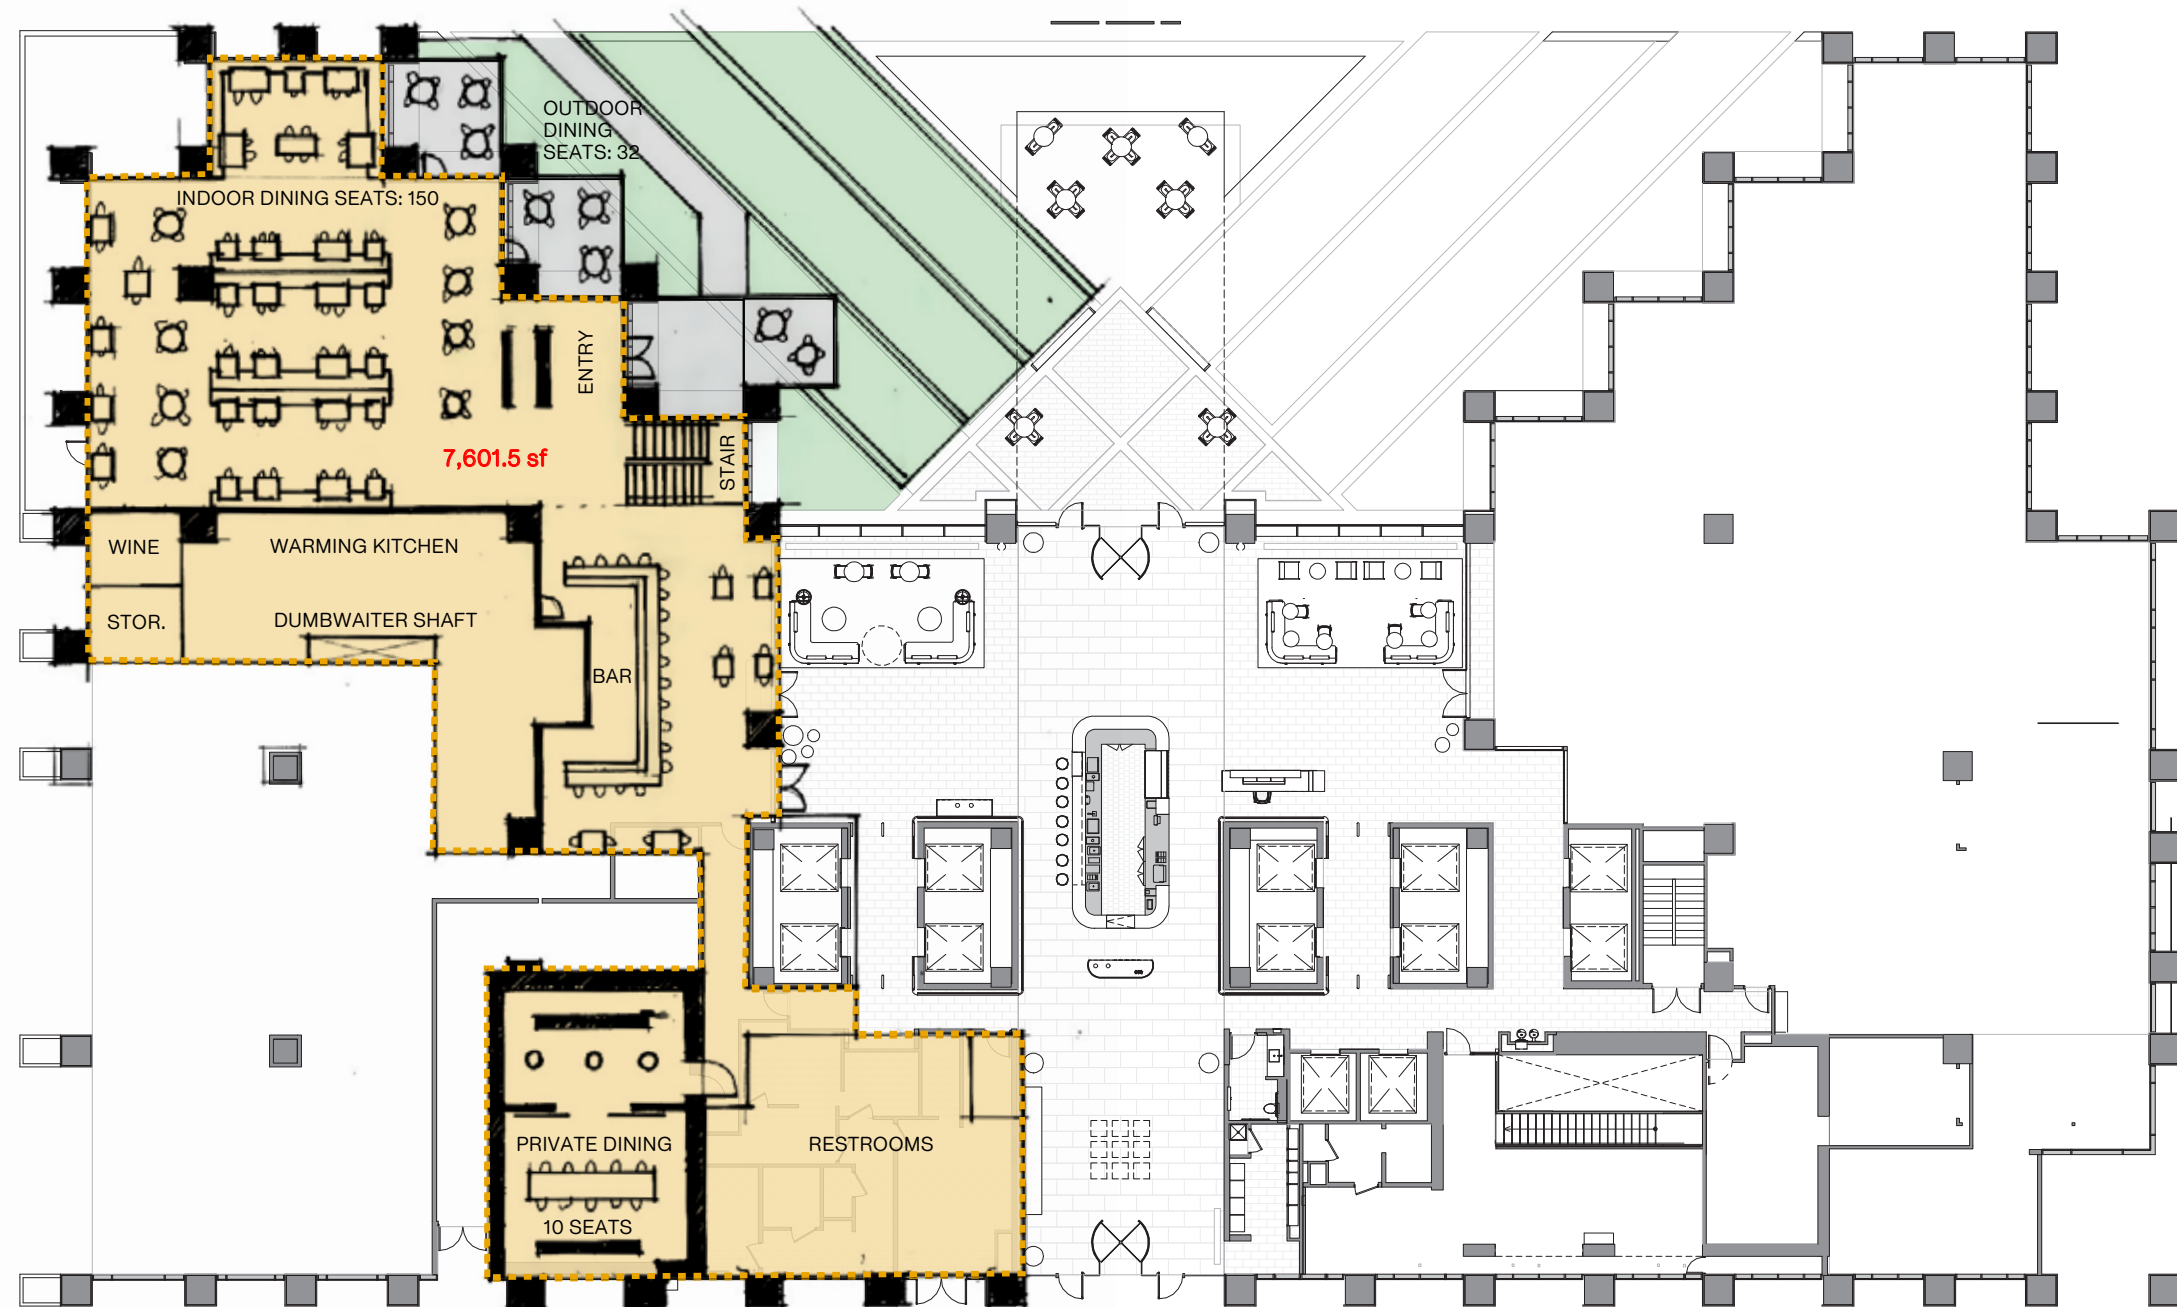 OUTDOOR
DINING
SEATS: 32
INDOOR DINING SEATS: 150
ENTRY
7,601.5 sf
STAIR
WINE
WARMING KITCHEN
STOR.
DUMBWAITER SHAFT
BAR
PRIVATE DINING
RESTROOMS
10 SEATS